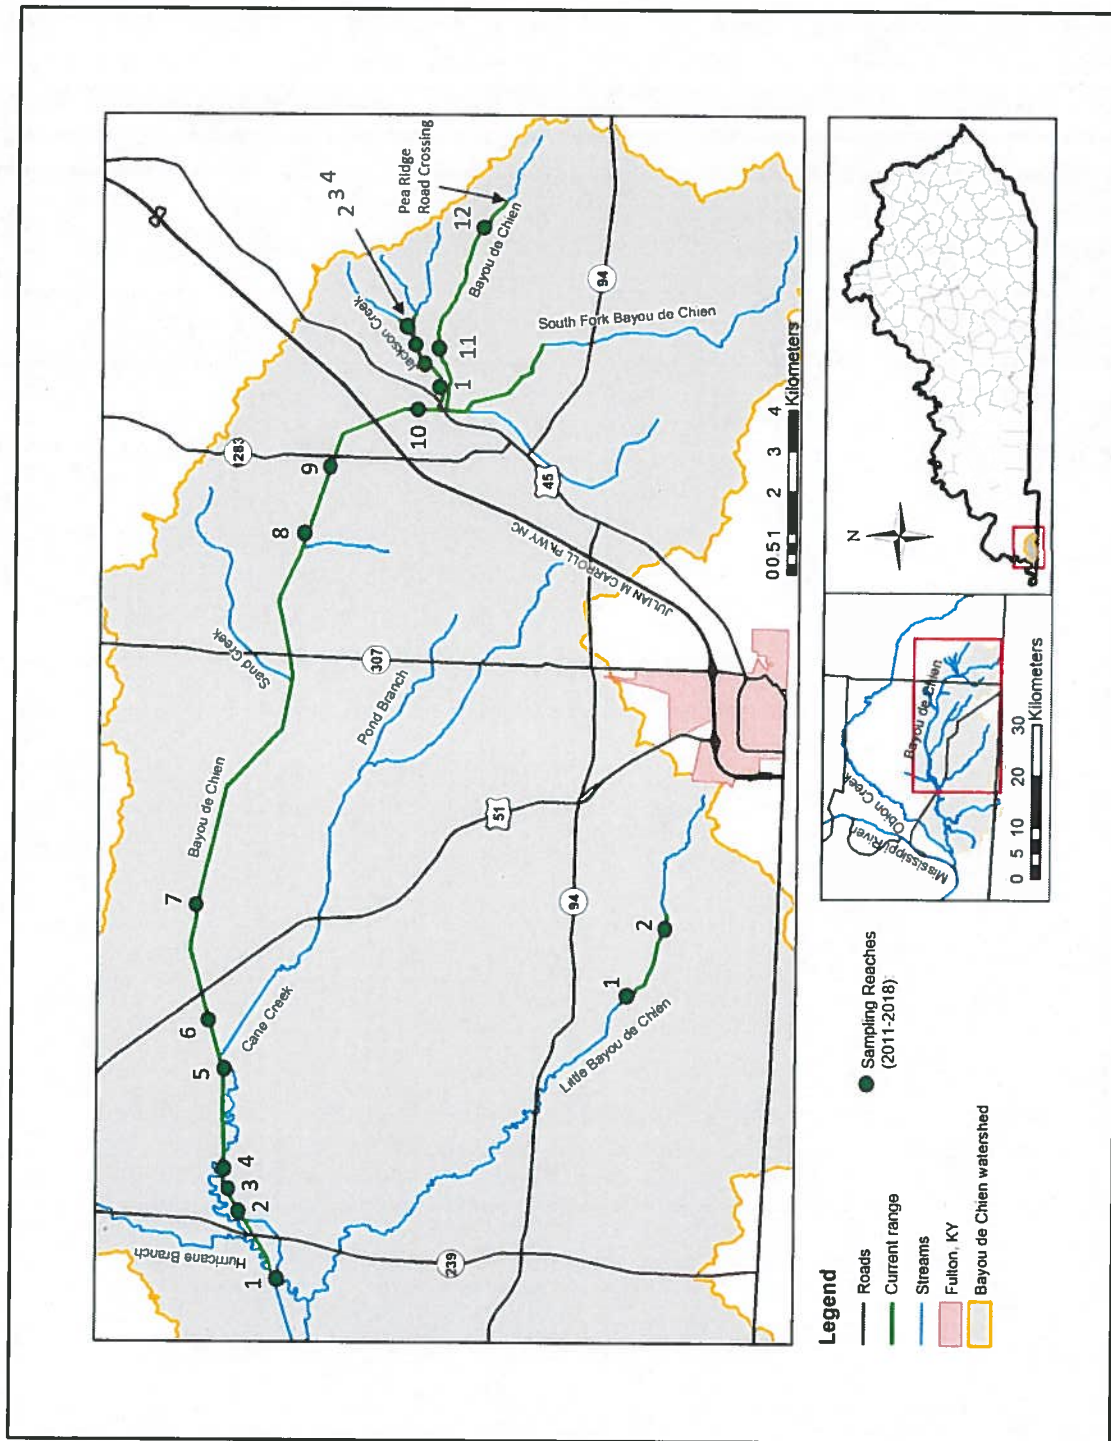 Hurricane Branch
239
1
2
3
4
5
6
7
8
9
10
11
12
Bayou de Chien
Cane Creek
Pond Branch
Sand Creek
51
307
1283
45
94
94
JULIAN M CARROLL PKWY NC
Jackson Creek
1
2 3 4
Pea Ridge
Road Crossing
Bayou de Chien
South Fork Bayou de Chien
Little Bayou de Chien
1
2
0 0.5 1 2 3 4
Kilometers
Legend
Roads
Current range
Streams
Fulton, KY
Bayou de Chien watershed
Sampling Reaches
(2011-2018)
Mississippi River
Obion Creek
Bayou de Chien
0 5 10 20 30
Kilometers
N